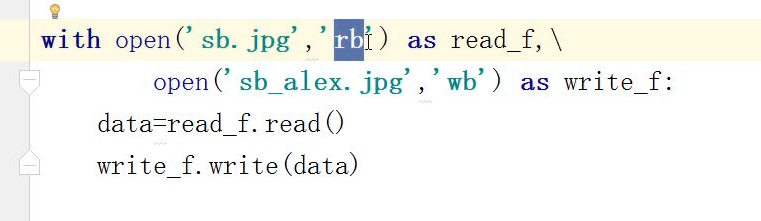 with open('sb.jpg','rb') as read_f,\
open('sb_alex.jpg','wb') as write_f:
data=read_f.read()
write_f.write(data)